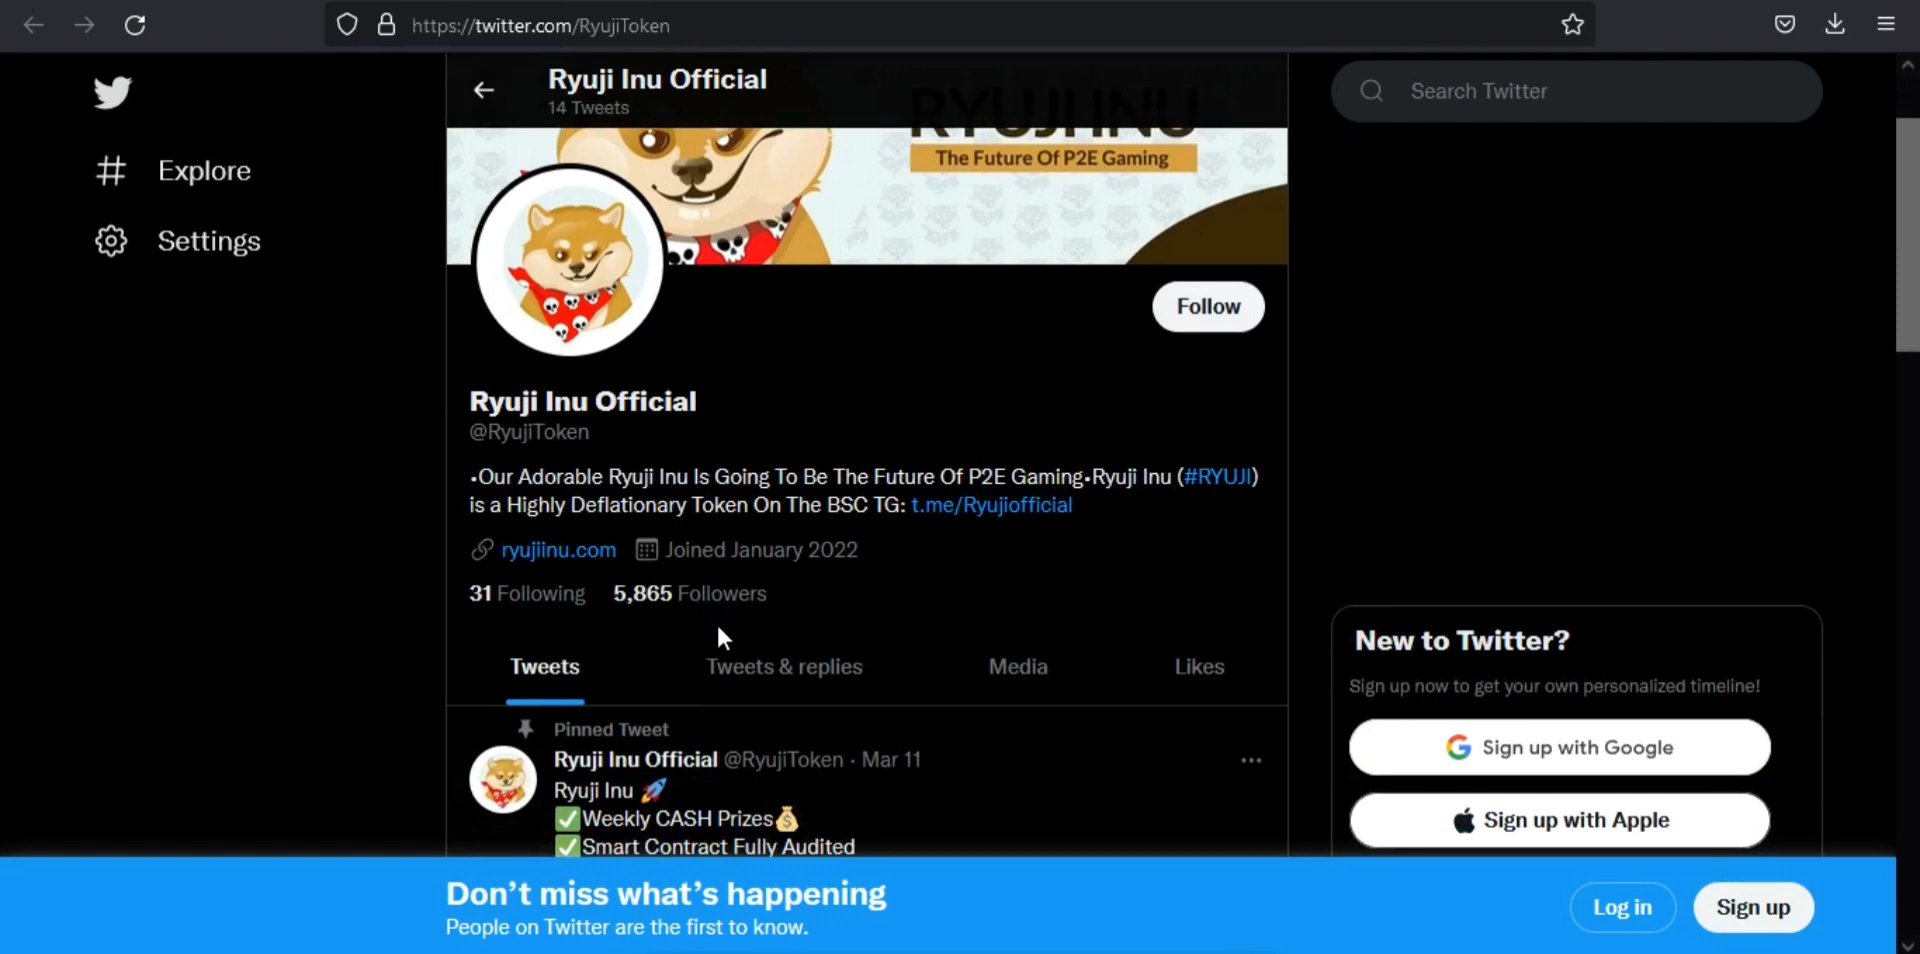 https://twitter.com/RyujiToken
Ryuji Inu Official
14 Tweets
RYUJI INU
The Future Of P2E Gaming
Search Twitter
Explore
Settings
Follow
Ryuji Inu Official
@RyujiToken
•Our Adorable Ryuji Inu Is Going To Be The Future Of P2E Gaming•Ryuji Inu (#RYUJI)
is a Highly Deflationary Token On The BSC TG: t.me/Ryujiofficial
ryujiinu.com Joined January 2022
31 Following 5,865 Followers
Tweets Tweets & replies Media Likes
Pinned Tweet
Ryuji Inu Official @RyujiToken · Mar 11
Ryuji Inu 🚀
✅Weekly CASH Prizes💰
✅Smart Contract Fully Audited
New to Twitter?
Sign up now to get your own personalized timeline!
Sign up with Google
Sign up with Apple
Don’t miss what’s happening
People on Twitter are the first to know.
Log in Sign up